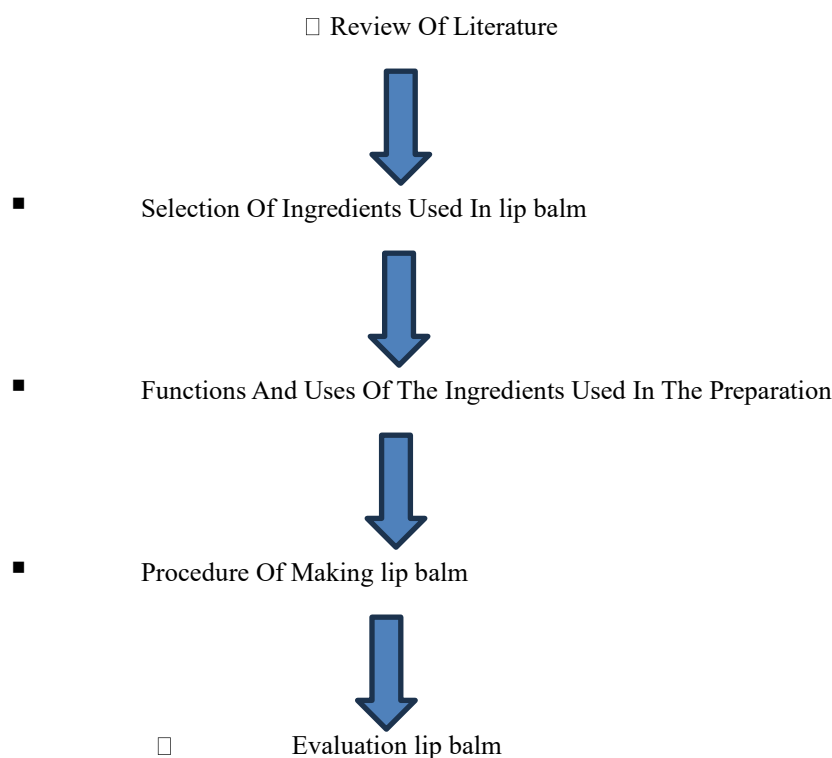 □ Review Of Literature
■ Selection Of Ingredients Used In lip balm
■ Functions And Uses Of The Ingredients Used In The Preparation
■ Procedure Of Making lip balm
□ Evaluation lip balm